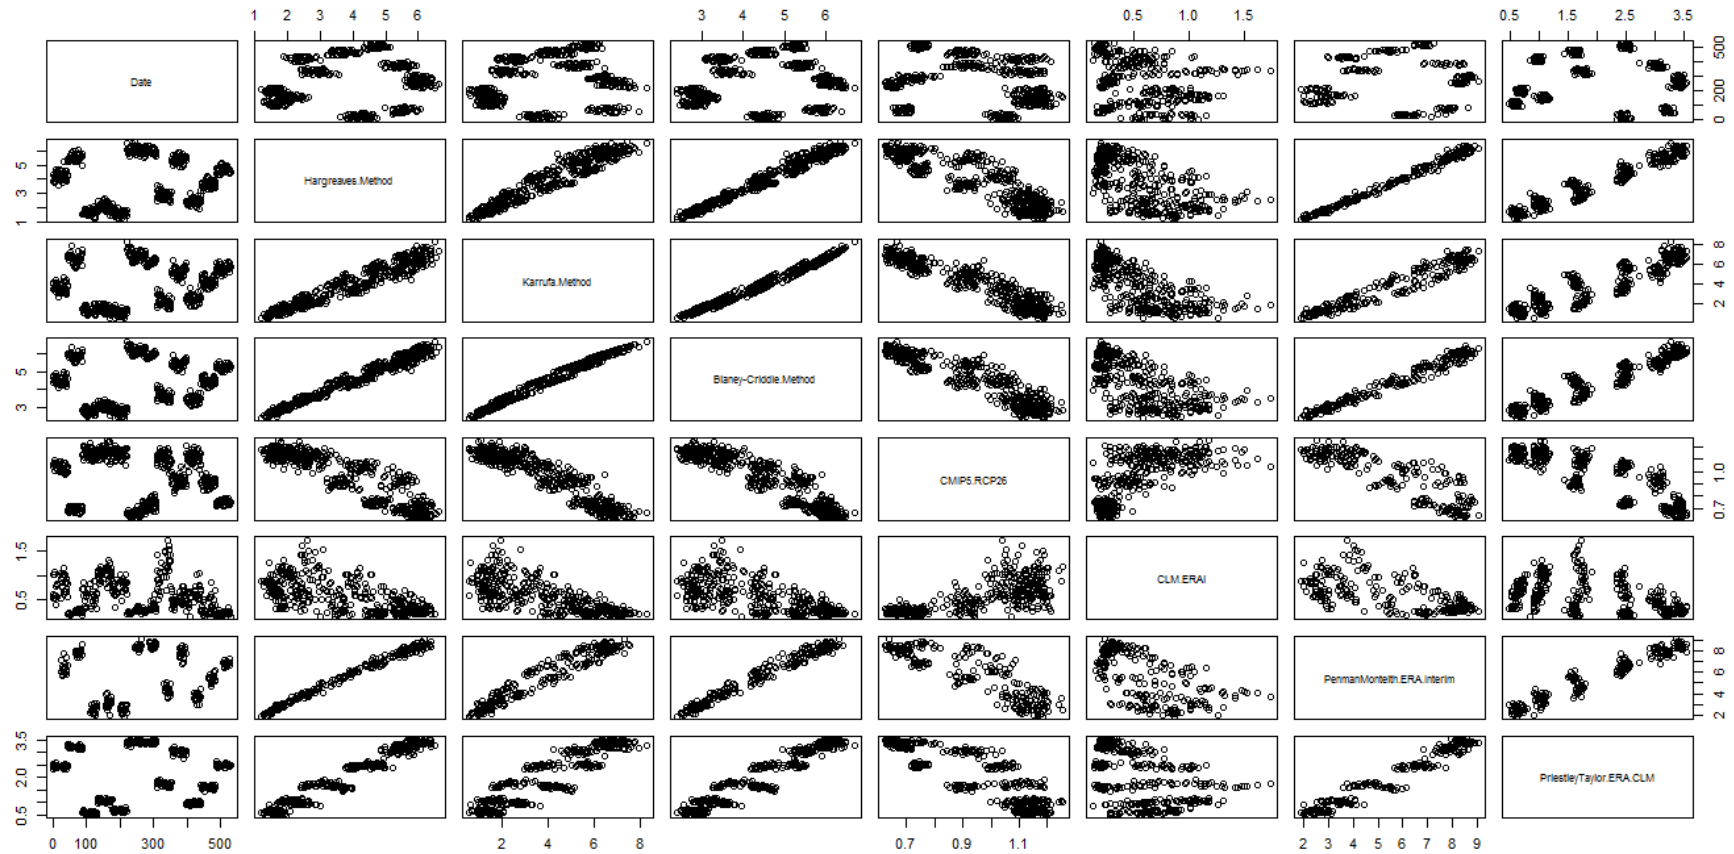 1 2 3 4 5 6 3 4 5 6 0.5 1.0 1.5 0.5 1.5 2.5 3.5
Date
0 200 500
Hargreaves.Method
1 2 3 5
Karrufa.Method
2 4 6 8
Blaney-Criddle.Method
3 5
CMIP5.RCP26
0.7 1.0
CLM.ERAI
0.5 1.5
PenmanMonteith.ERA.Interim
2 4 6 8
PriestleyTaylor.ERA.CLM
0.5 1.0 2.0 3.5
0 100 300 500 2 4 6 8 0.7 0.9 1.1 2 3 4 5 6 7 8 9